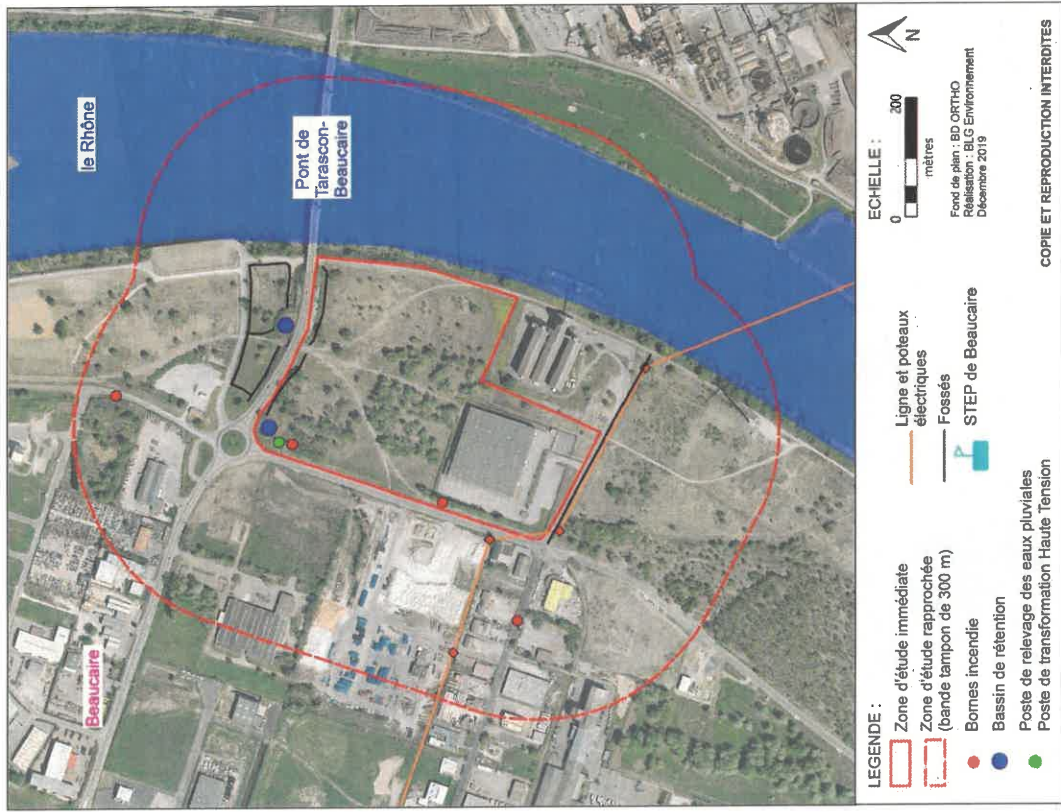 le Rhône
Pont de
Tarascon-
Beaucaire
Beaucaire
LEGENDE :
Zone d'étude immédiate
Zone d'étude rapprochée
(bande tampon de 300 m)
Bornes incendie
Bassin de rétention
Poste de relevage des eaux pluviales
Poste de transformation Haute Tension
Ligne et poteaux
électriques
Fossés
STEP de Beaucaire
ECHELLE :
0 200
mètres
N
Fond de plan : BD ORTHO
Réalisation : BLG Environnement
Décembre 2019
COPIE ET REPRODUCTION INTERDITES